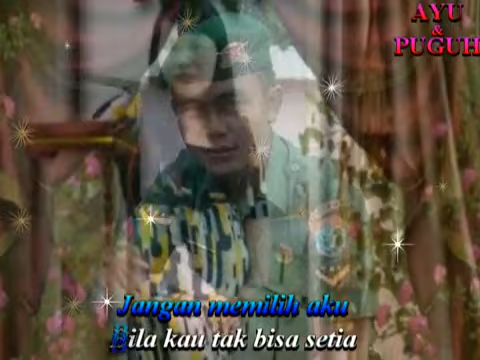 AYU
&
PUGUH
Jangan memilih aku
Bila kau tak bisa setia